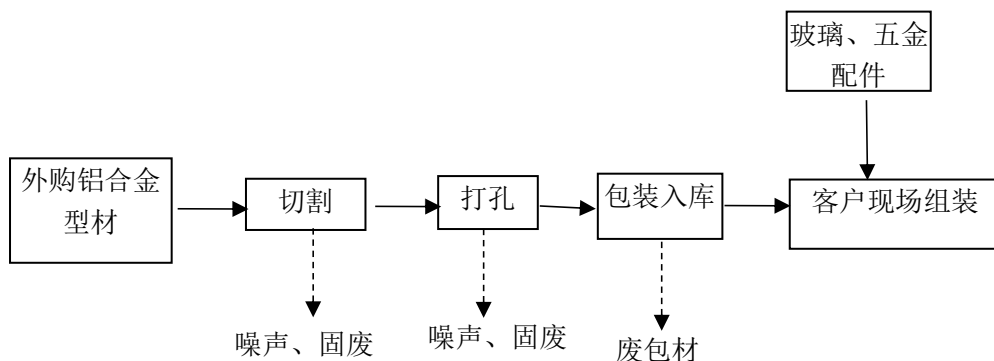 玻璃、五金
配件
外购铝合金
型材
切割
打孔
包装入库
客户现场组装
噪声、固废
噪声、固废
废包材